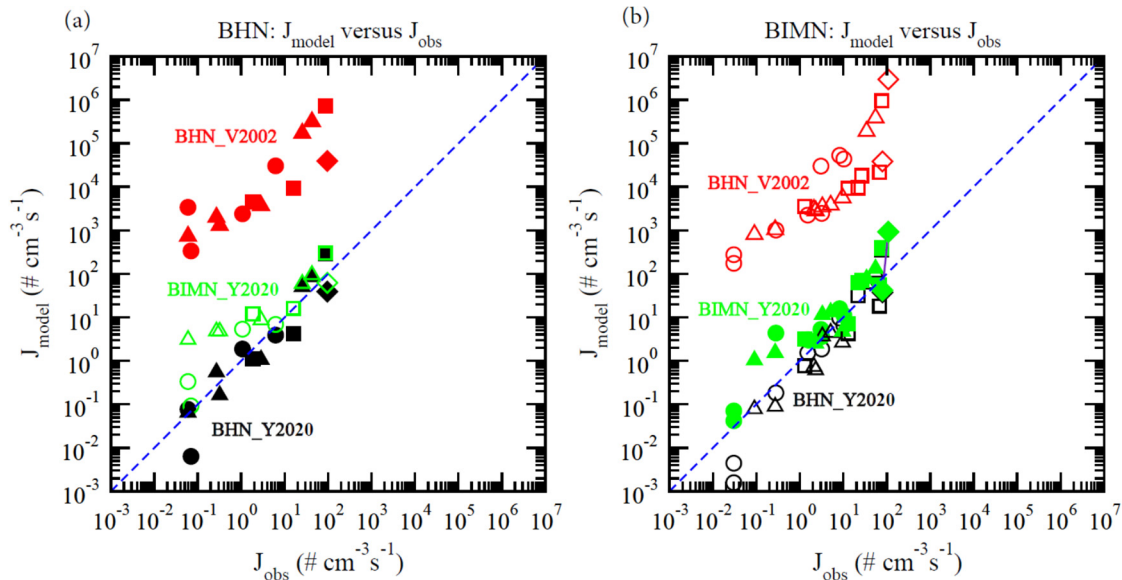 (a)
BHN: J_model versus J_obs
10^7
10^6
10^5
10^4
10^3
10^2
10^1
10^0
10^-1
10^-2
10^-3
J_model (# cm^-3 s^-1)
BHN_V2002
BIMN_Y2020
BHN_Y2020
10^-3 10^-2 10^-1 10^0 10^1 10^2 10^3 10^4 10^5 10^6 10^7
J_obs (# cm^-3 s^-1)
(b)
BIMN: J_model versus J_obs
10^7
10^6
10^5
10^4
10^3
10^2
10^1
10^0
10^-1
10^-2
10^-3
J_model (# cm^-3 s^-1)
BHN_V2002
BIMN_Y2020
BHN_Y2020
10^-3 10^-2 10^-1 10^0 10^1 10^2 10^3 10^4 10^5 10^6 10^7
J_obs (# cm^-3 s^-1)